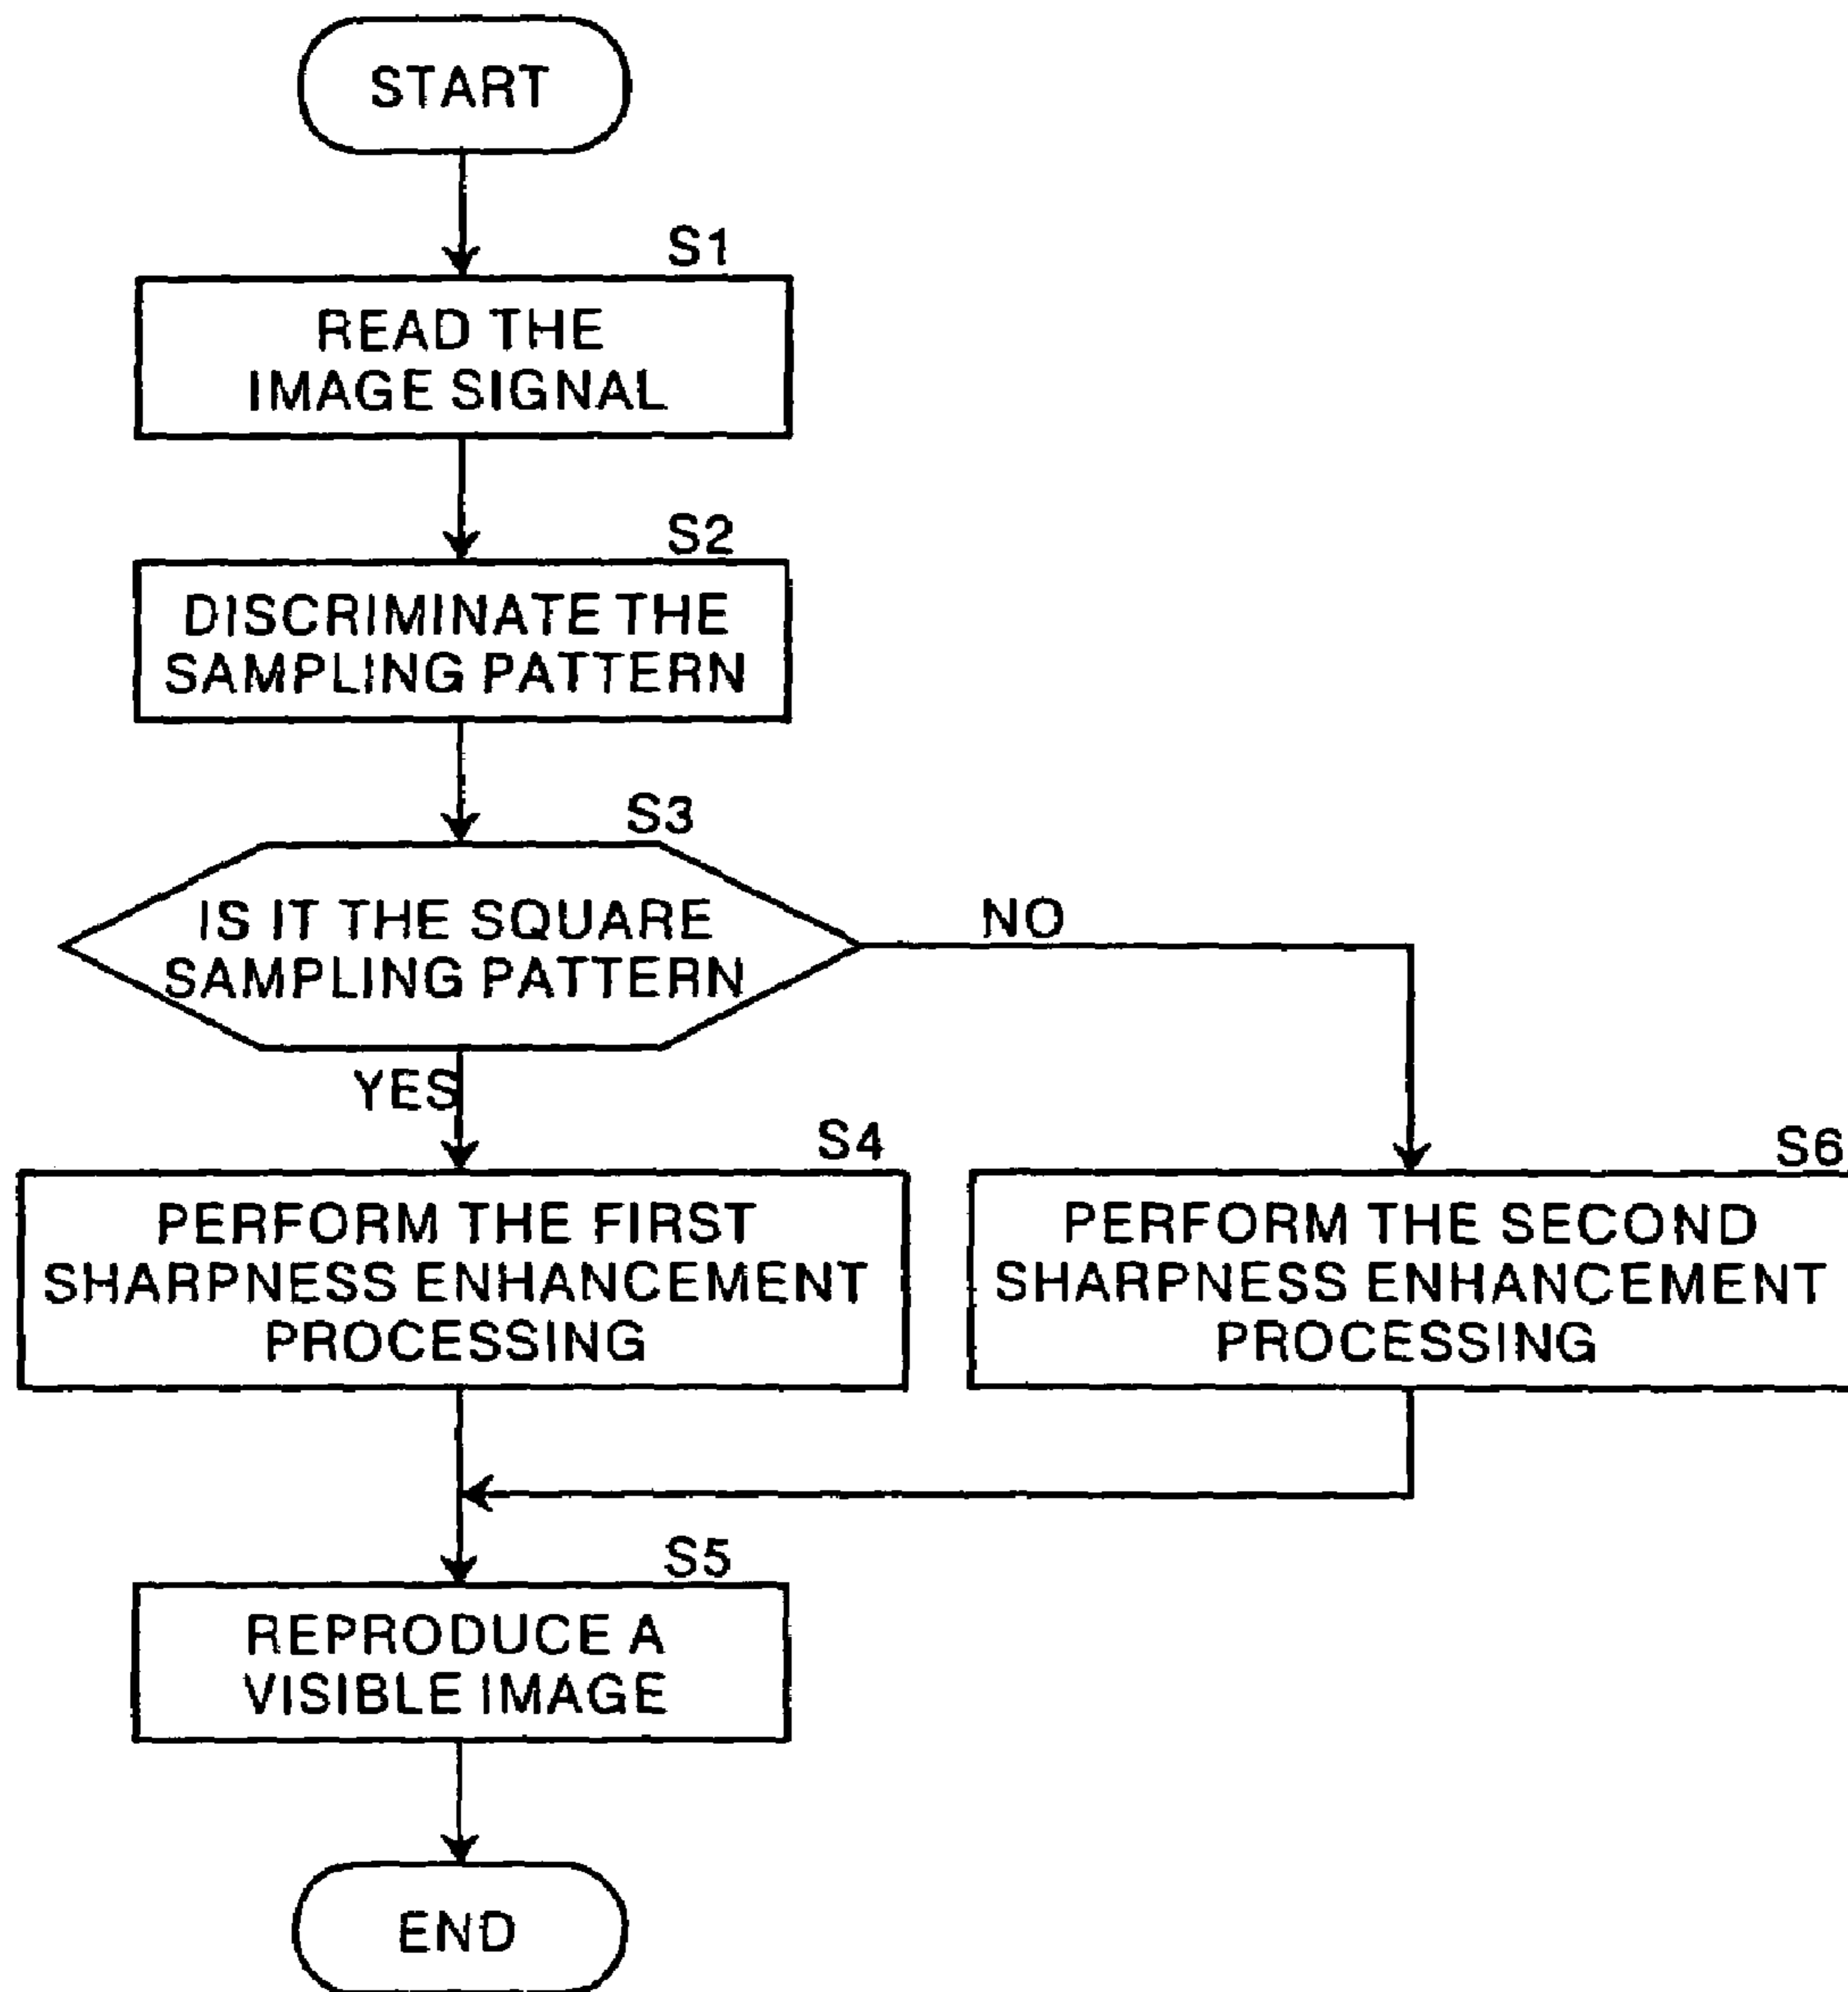 START
S1
READ THE
IMAGE SIGNAL
S2
DISCRIMINATE THE
SAMPLING PATTERN
S3
IS IT THE SQUARE
SAMPLING PATTERN
NO
YES
S4
PERFORM THE FIRST
SHARPNESS ENHANCEMENT
PROCESSING
S6
PERFORM THE SECOND
SHARPNESS ENHANCEMENT
PROCESSING
S5
REPRODUCE A
VISIBLE IMAGE
END